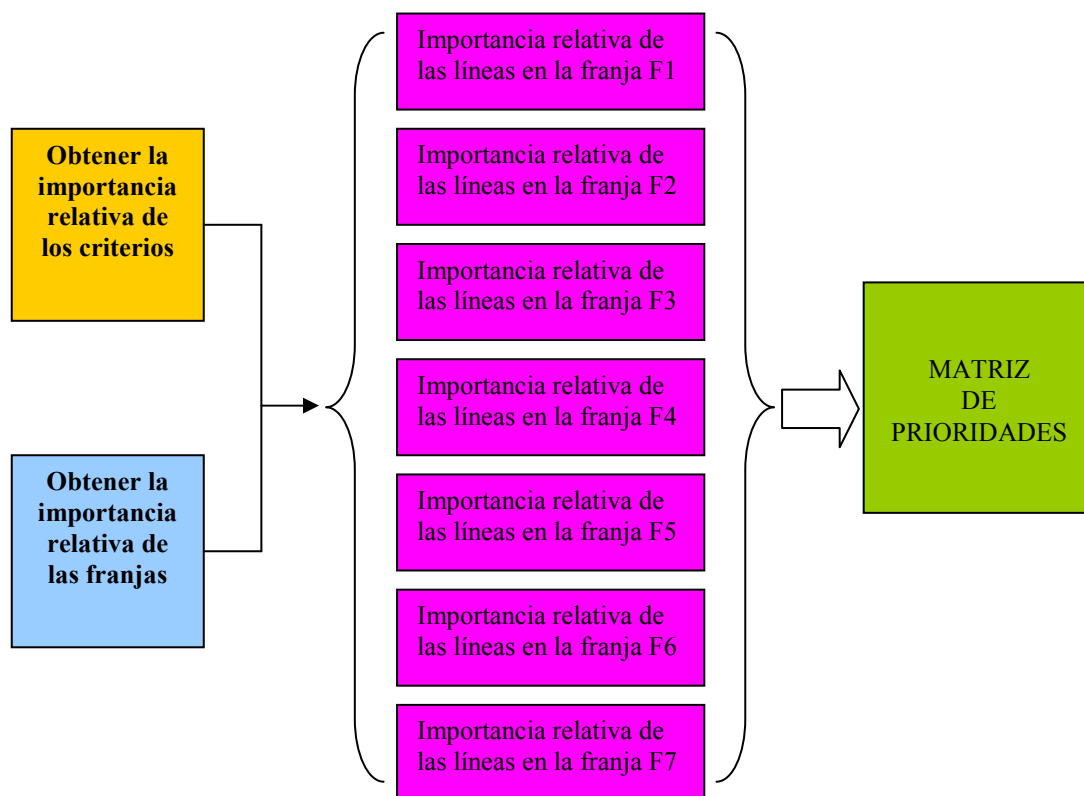 Obtener la
importancia
relativa de
los criterios
Obtener la
importancia
relativa de
las franjas
Importancia relativa de
las líneas en la franja F1
Importancia relativa de
las líneas en la franja F2
Importancia relativa de
las líneas en la franja F3
Importancia relativa de
las líneas en la franja F4
Importancia relativa de
las líneas en la franja F5
Importancia relativa de
las líneas en la franja F6
Importancia relativa de
las líneas en la franja F7
MATRIZ
DE
PRIORIDADES